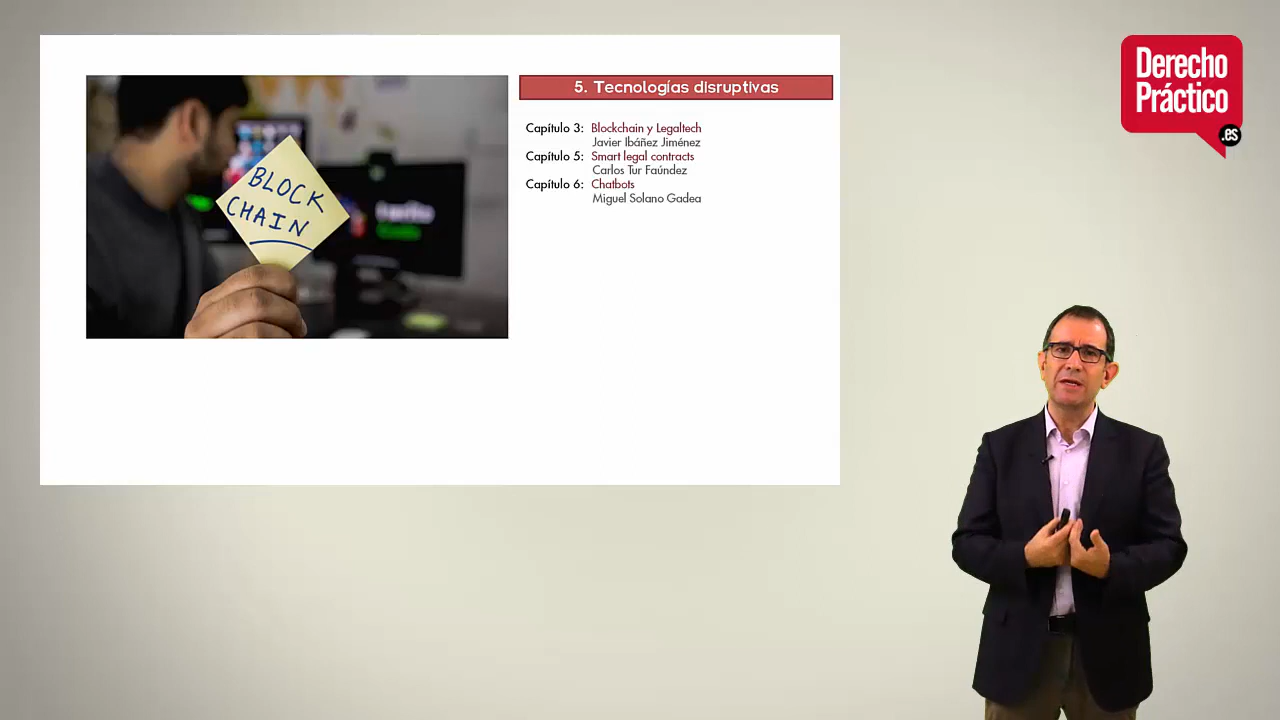 5. Tecnologías disruptivas
Capítulo 3: Blockchain y Legaltech
Javier Ibáñez Jiménez
Capítulo 5: Smart legal contracts
Carlos Tur Faúndez
Capítulo 6: Chatbots
Miguel Solano Gadea
BLOCK
CHAIN
Derecho
Práctico
.es